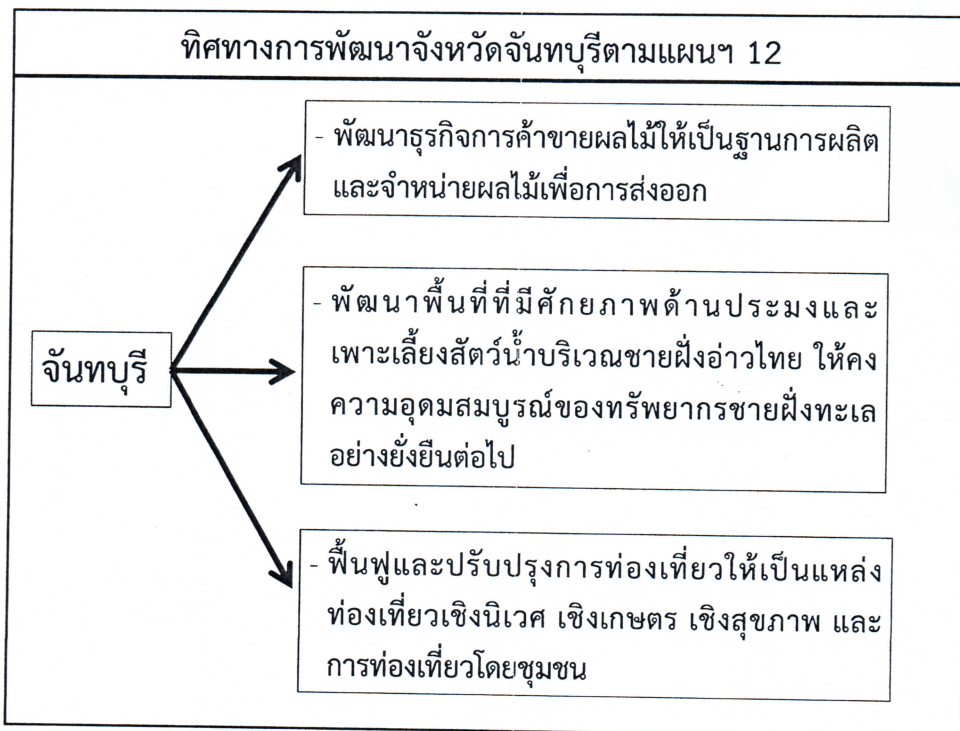 ทิศทางการพัฒนาจังหวัดจันทบุรีตามแผนฯ 12
- พัฒนาธุรกิจการค้าขายผลไม้ให้เป็นฐานการผลิต
และจำหน่ายผลไม้เพื่อการส่งออก
จันทบุรี
- พัฒนาพื้นที่ที่มีศักยภาพด้านประมงและ
เพาะเลี้ยงสัตว์น้ำบริเวณชายฝั่งอ่าวไทย ให้คง
ความอุดมสมบูรณ์ของทรัพยากรชายฝั่งทะเล
อย่างยั่งยืนต่อไป
- ฟื้นฟูและปรับปรุงการท่องเที่ยวให้เป็นแหล่ง
ท่องเที่ยวเชิงนิเวศ เชิงเกษตร เชิงสุขภาพ และ
การท่องเที่ยวโดยชุมชน